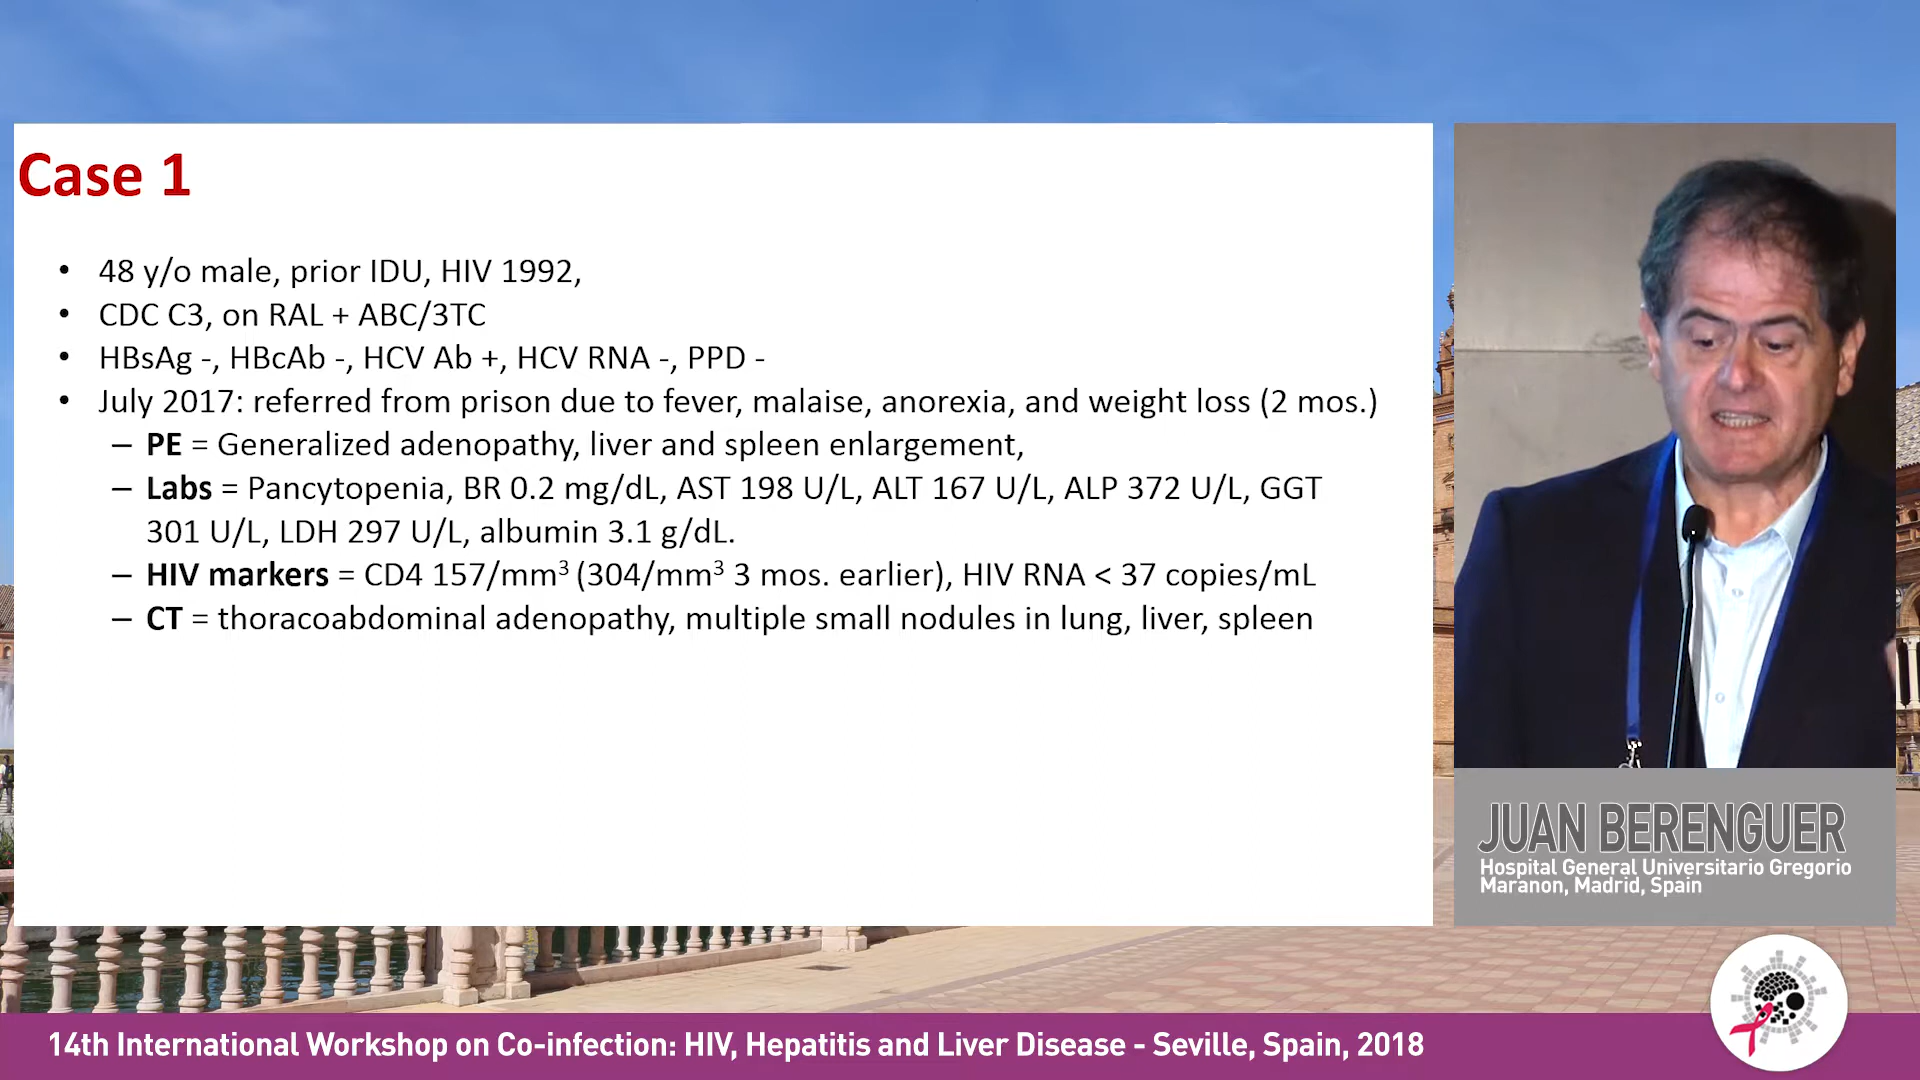 Case 1
• 48 y/o male, prior IDU, HIV 1992,
• CDC C3, on RAL + ABC/3TC
• HBsAg -, HBcAb -, HCV Ab +, HCV RNA -, PPD -
• July 2017: referred from prison due to fever, malaise, anorexia, and weight loss (2 mos.)
– PE = Generalized adenopathy, liver and spleen enlargement,
– Labs = Pancytopenia, BR 0.2 mg/dL, AST 198 U/L, ALT 167 U/L, ALP 372 U/L, GGT
301 U/L, LDH 297 U/L, albumin 3.1 g/dL.
– HIV markers = CD4 157/mm³ (304/mm³ 3 mos. earlier), HIV RNA < 37 copies/mL
– CT = thoracoabdominal adenopathy, multiple small nodules in lung, liver, spleen
JUAN BERENGUER
Hospital General Universitario Gregorio
Maranon, Madrid, Spain
14th International Workshop on Co-infection: HIV, Hepatitis and Liver Disease - Seville, Spain, 2018